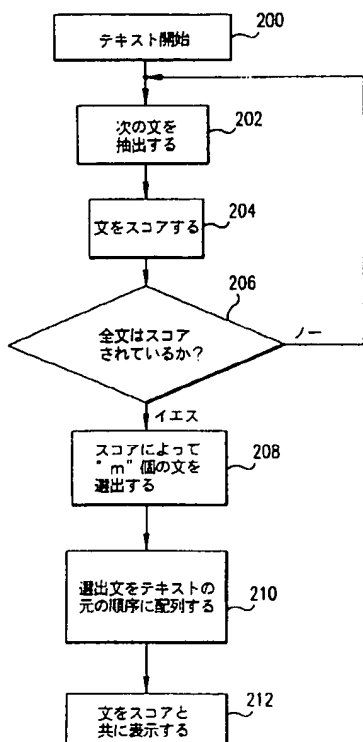 テキスト開始
200
次の文を
抽出する
202
文をスコアする
204
206
全文はスコア
されているか?
ノー
イエス
スコアによって
"m"個の文を
選出する
208
選出文をテキストの
元の順序に配列する
210
文をスコアと
共に表示する
212